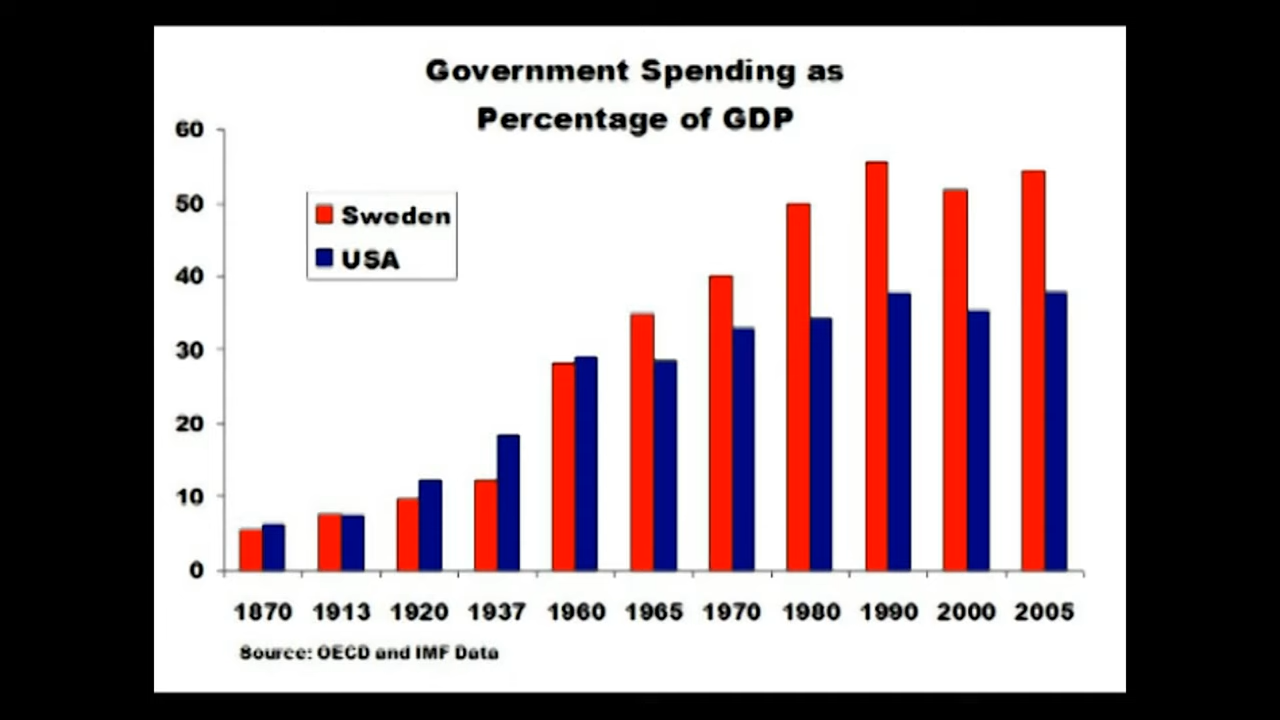 Government Spending as
Percentage of GDP
60
50
40
30
20
10
0
Sweden
USA
1870 1913 1920 1937 1960 1965 1970 1980 1990 2000 2005
Source: OECD and IMF Data